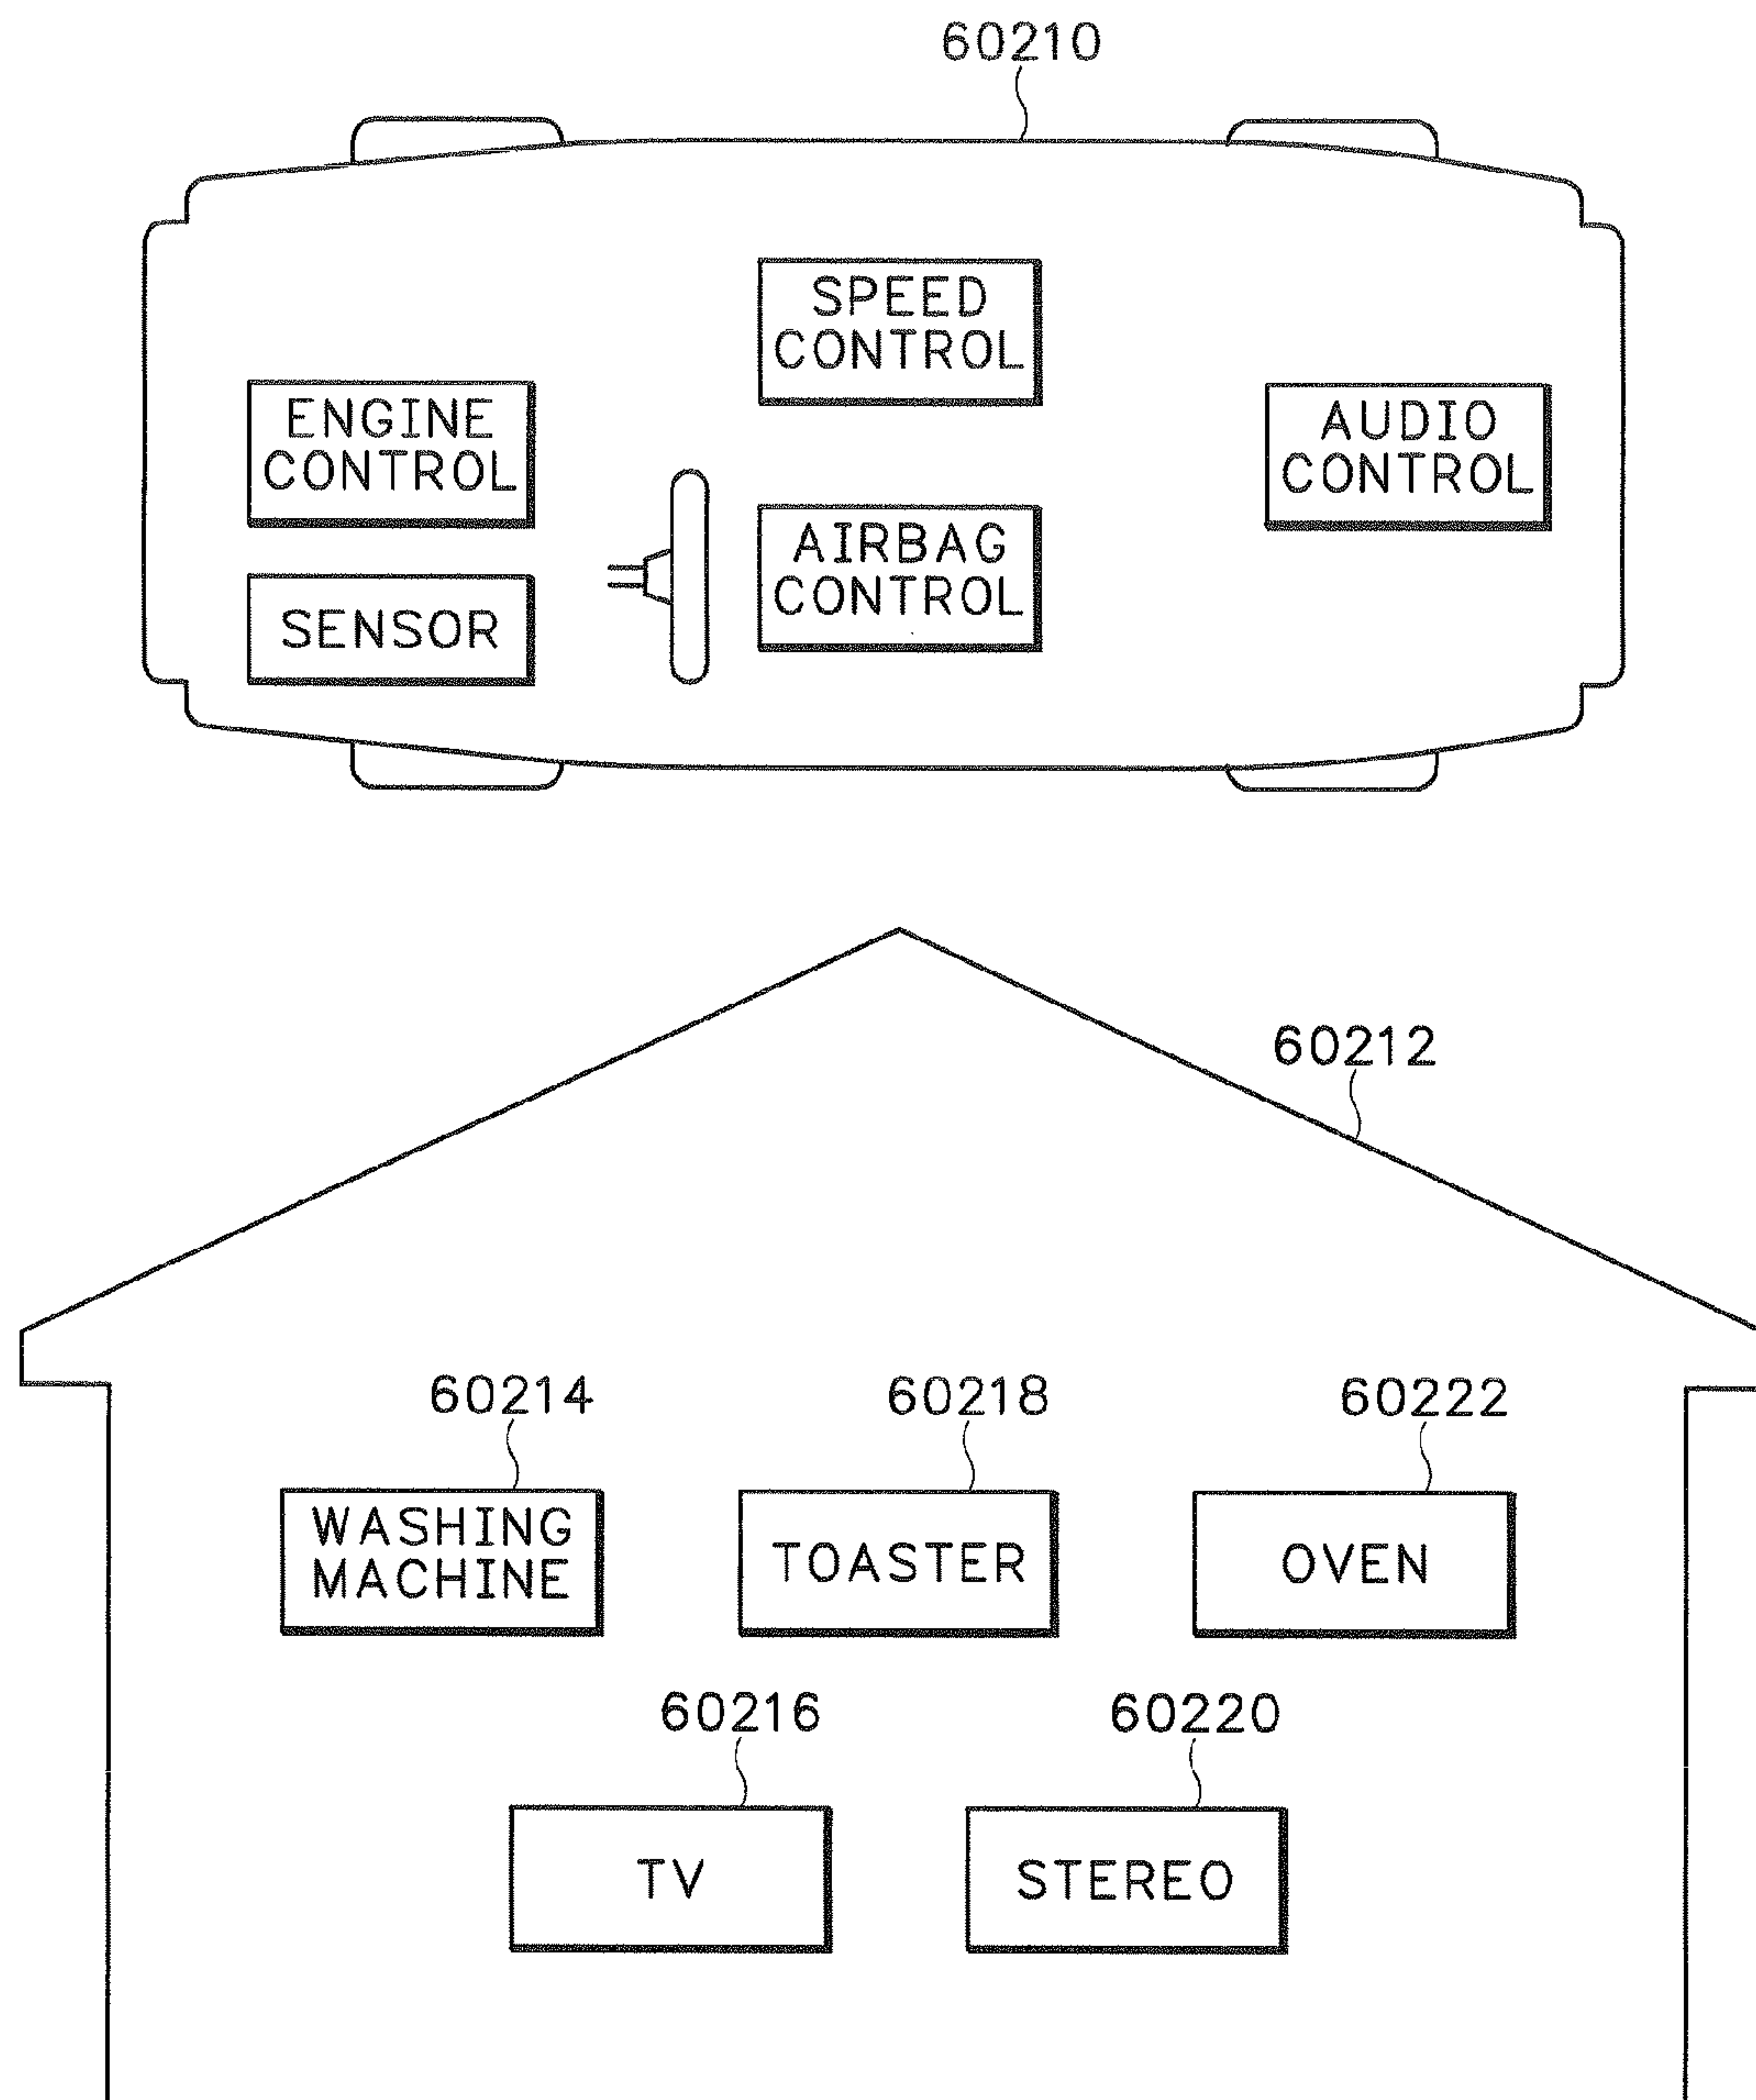 60210
SPEED
CONTROL
ENGINE
CONTROL
AUDIO
CONTROL
AIRBAG
CONTROL
SENSOR
60212
60214
60218
60222
WASHING
MACHINE
TOASTER
OVEN
60216
60220
TV
STEREO